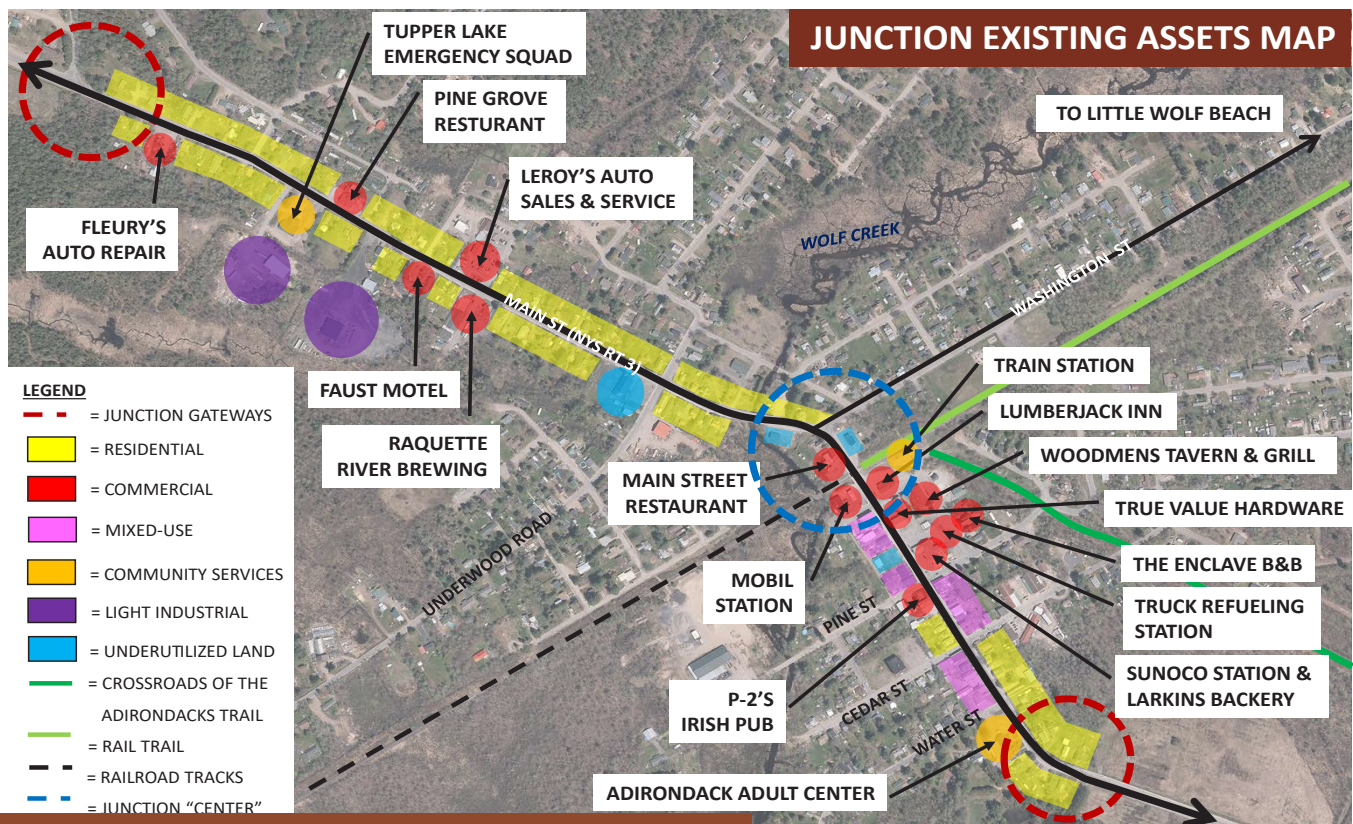 JUNCTION EXISTING ASSETS MAP
TUPPER LAKE
EMERGENCY SQUAD
PINE GROVE
RESTURANT
TO LITTLE WOLF BEACH
LEROY'S AUTO
SALES & SERVICE
FLEURY'S
AUTO REPAIR
WOLF CREEK
WASHINGTON ST
MAIN ST (NYS RT 3)
TRAIN STATION
FAUST MOTEL
LUMBERJACK INN
RAQUETTE
RIVER BREWING
WOODMENS TAVERN & GRILL
MAIN STREET
RESTAURANT
TRUE VALUE HARDWARE
UNDERWOOD ROAD
MOBIL
STATION
THE ENCLAVE B&B
PINE ST
TRUCK REFUELING
STATION
SUNOCO STATION &
LARKINS BACKERY
P-2'S
IRISH PUB
CEDAR ST
WATER ST
ADIRONDACK ADULT CENTER
LEGEND
= JUNCTION GATEWAYS
= RESIDENTIAL
= COMMERCIAL
= MIXED-USE
= COMMUNITY SERVICES
= LIGHT INDUSTRIAL
= UNDERUTILIZED LAND
= CROSSROADS OF THE
ADIRONDACKS TRAIL
= RAIL TRAIL
= RAILROAD TRACKS
= JUNCTION "CENTER"